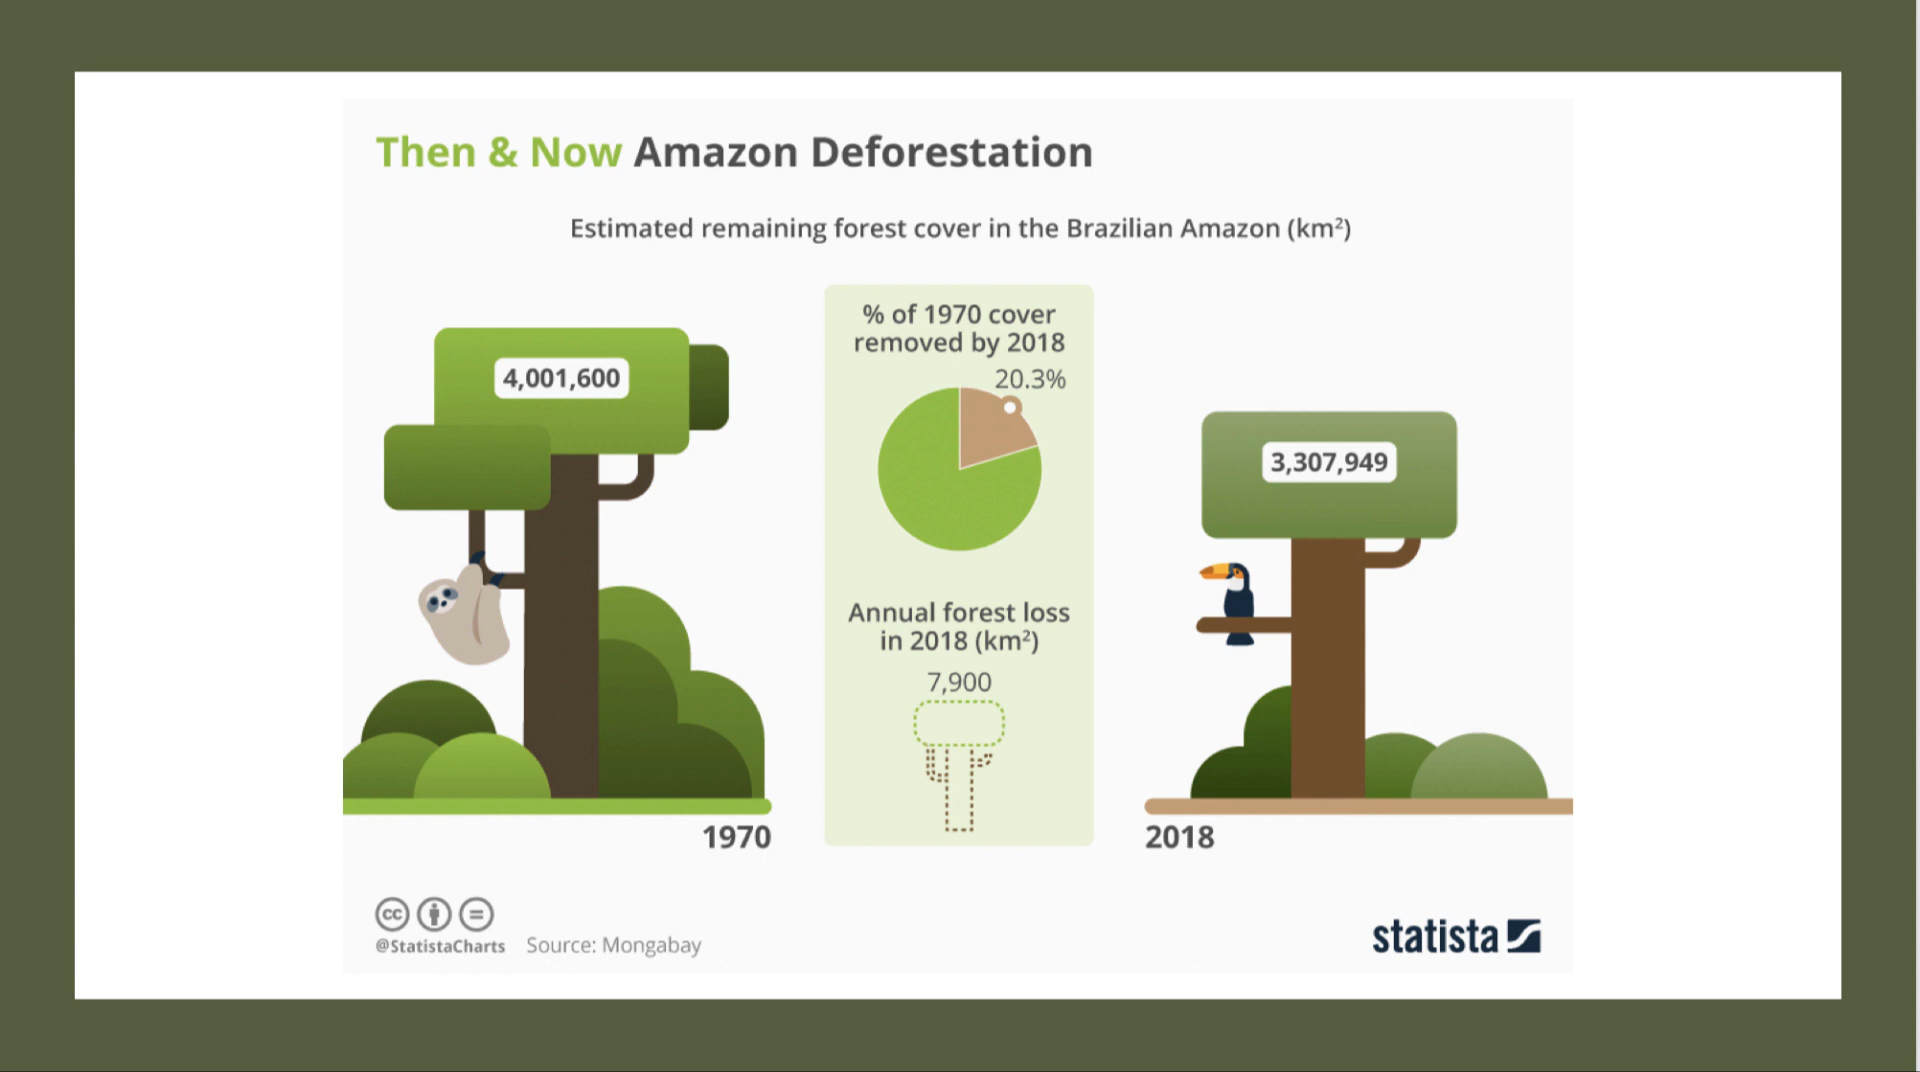 Then & Now Amazon Deforestation
Estimated remaining forest cover in the Brazilian Amazon (km²)
4,001,600
1970
% of 1970 cover
removed by 2018
20.3%
Annual forest loss
in 2018 (km²)
7,900
3,307,949
2018
cc
@StatistaCharts Source: Mongabay
statista